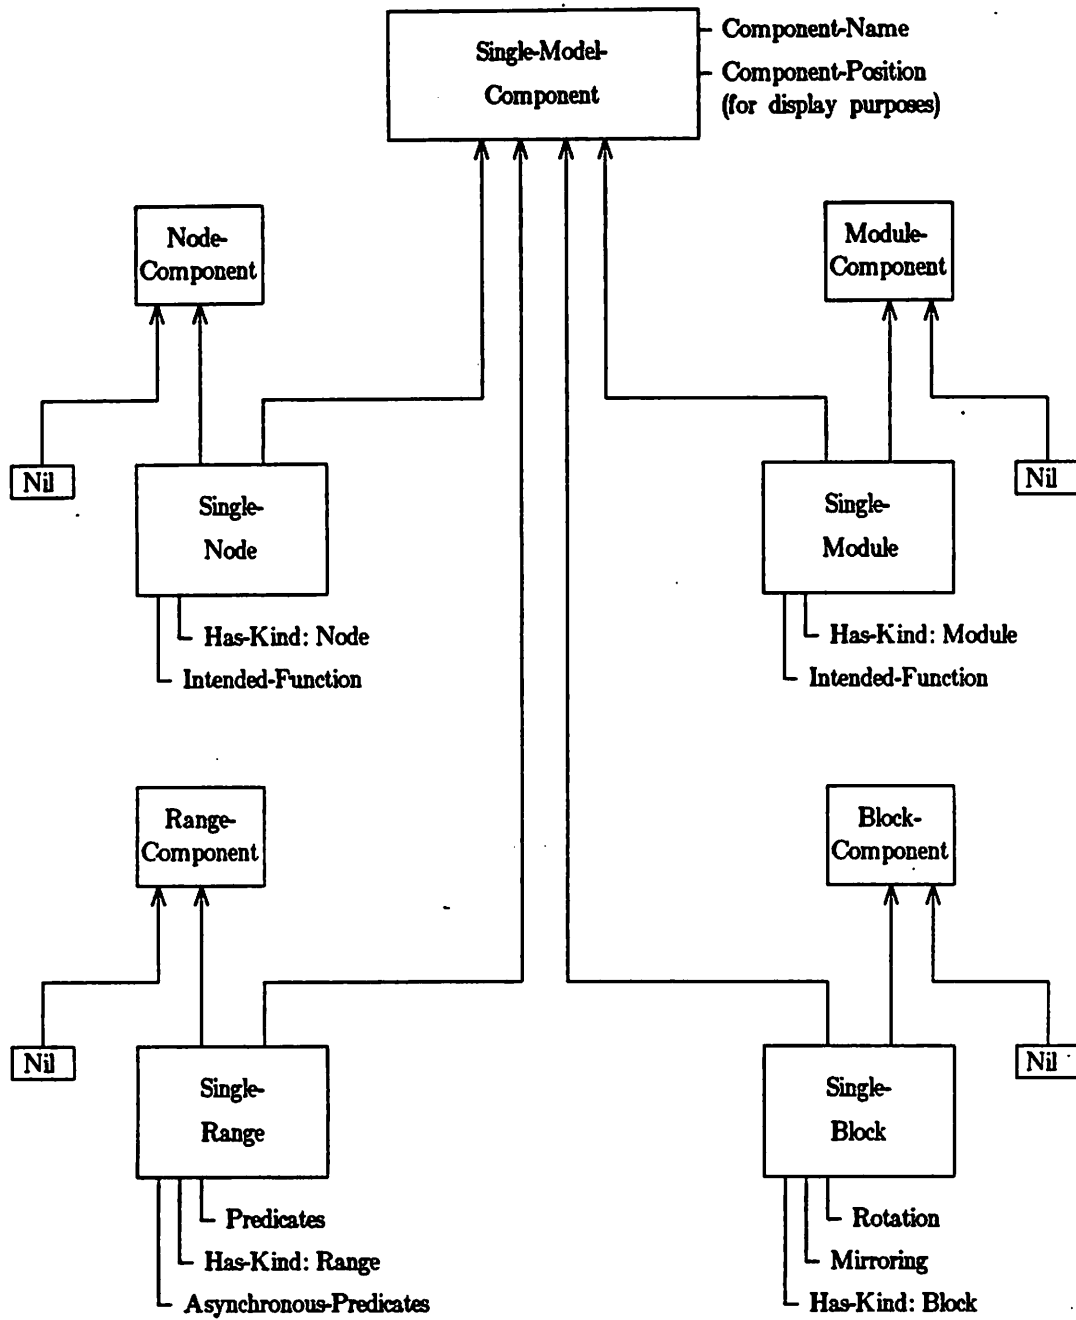 Single-Model-
Component
Component-Name
Component-Position
(for display purposes)
Node-
Component
Module-
Component
Nil
Single-
Node
Has-Kind: Node
Intended-Function
Single-
Module
Nil
Has-Kind: Module
Intended-Function
Range-
Component
Block-
Component
Nil
Single-
Range
Predicates
Has-Kind: Range
Asynchronous-Predicates
Single-
Block
Nil
Rotation
Mirroring
Has-Kind: Block